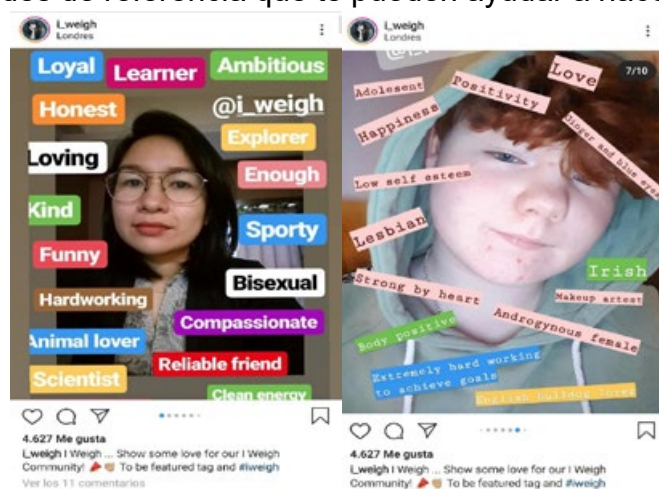 i_weigh
Londres
Loyal
Learner
Ambitious
Honest
@i_weigh
Explorer
Loving
Enough
Kind
Sporty
Funny
Bisexual
Hardworking
Compassionate
Animal lover
Reliable friend
Scientist
Clean energy
4.627 Me gusta
i_weigh I Weigh ... Show some love for our I Weigh
Community! 🎉 👏🏼 To be featured tag and #iweigh
Ver los 11 comentarios
i_weigh
Londres
7/10
Love
Adolesent
Positivity
Happiness
Ginger and blue eyes
Low self esteem
Lesbian
Irish
Strong by heart
Makeup artest
Androgynous female
Body positive
Extremely hard working
to achieve goals
English bulldog lover
4.627 Me gusta
i_weigh I Weigh ... Show some love for our I Weigh
Community! 🎉 👏🏼 To be featured tag and #iweigh